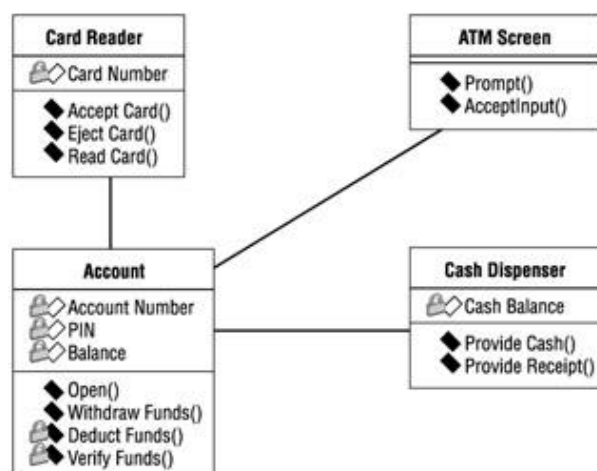 Card Reader
Card Number
Accept Card()
Eject Card()
Read Card()
ATM Screen
Prompt()
AcceptInput()
Account
Account Number
PIN
Balance
Open()
Withdraw Funds()
Deduct Funds()
Verify Funds()
Cash Dispenser
Cash Balance
Provide Cash()
Provide Receipt()